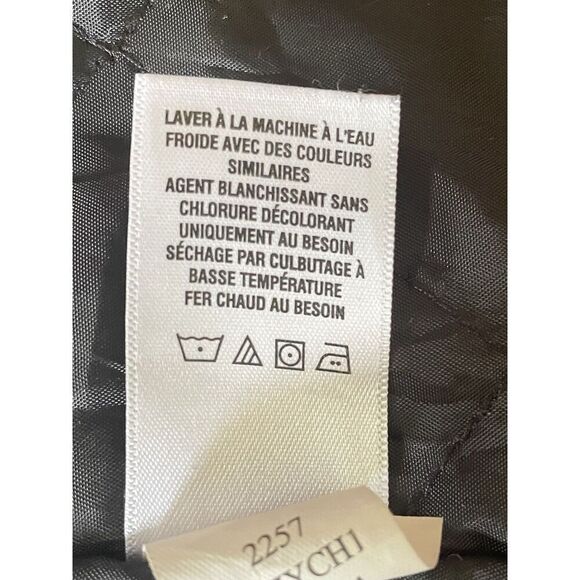 LAVER À LA MACHINE À L'EAU
FROIDE AVEC DES COULEURS
SIMILAIRES
AGENT BLANCHISSANT SANS
CHLORURE DÉCOLORANT
UNIQUEMENT AU BESOIN
SÉCHAGE PAR CULBUTAGE À
BASSE TEMPÉRATURE
FER CHAUD AU BESOIN
2257